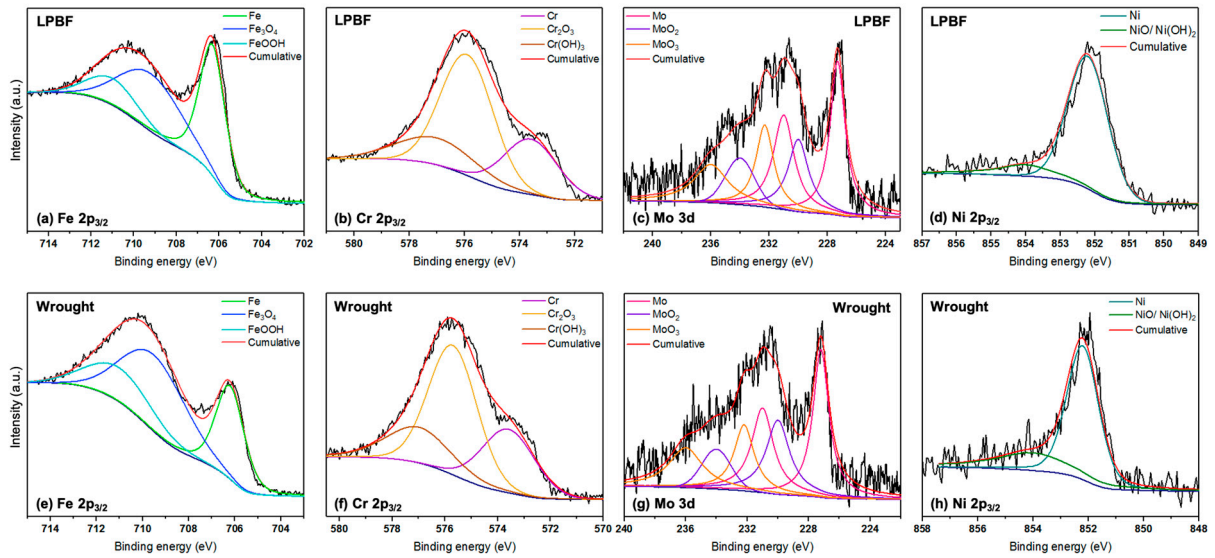 LPBF
Fe
Fe₃O₄
FeOOH
Cumulative
(a) Fe 2p₃/₂
714 712 710 708 706 704 702
Binding energy (eV)
Intensity (a.u.)
LPBF
Cr
Cr₂O₃
Cr(OH)₃
Cumulative
(b) Cr 2p₃/₂
580 578 576 574 572
Binding energy (eV)
LPBF
Mo
MoO₂
MoO₃
Cumulative
(c) Mo 3d
240 236 233 230 227 224
Binding energy (eV)
LPBF
Ni
NiO/ Ni(OH)₂
Cumulative
(d) Ni 2p₃/₂
857 856 855 854 853 852 851 850 849
Binding energy (eV)
Wrought
Fe
Fe₃O₄
FeOOH
Cumulative
(e) Fe 2p₃/₂
714 712 710 708 706 704
Binding energy (eV)
Intensity (a.u.)
Wrought
Cr
Cr₂O₃
Cr(OH)₃
Cumulative
(f) Cr 2p₃/₂
580 578 576 574 572 570
Binding energy (eV)
Wrought
Mo
MoO₂
MoO₃
Cumulative
(g) Mo 3d
240 236 232 228 224
Binding energy (eV)
Wrought
Ni
NiO/ Ni(OH)₂
Cumulative
(h) Ni 2p₃/₂
858 856 854 852 850 848
Binding energy (eV)